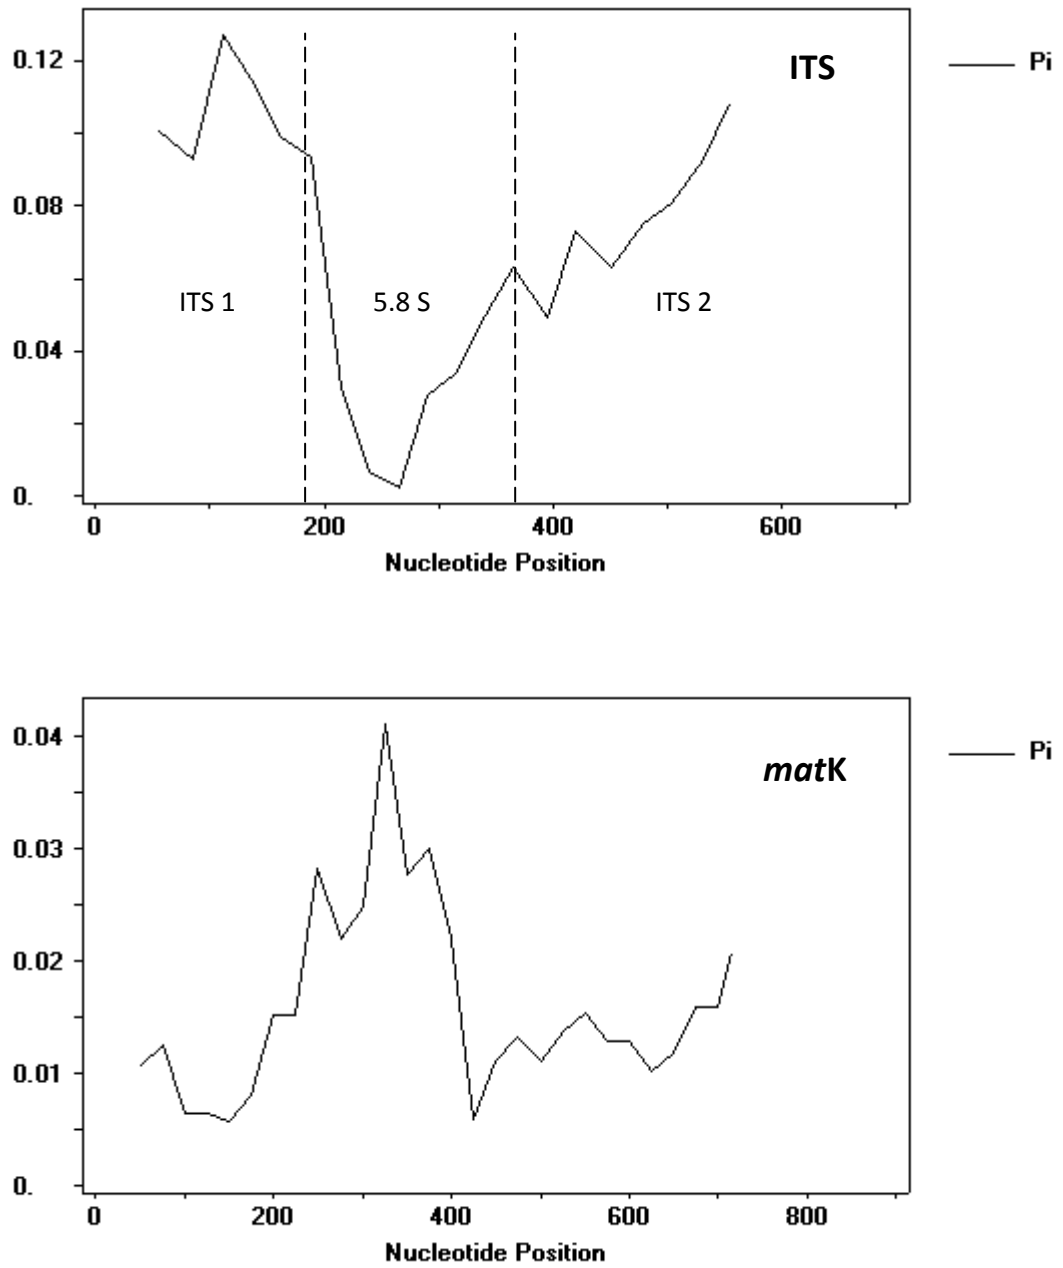 0.12
ITS
Pi
0.08
ITS 1
5.8 S
ITS 2
0.04
0.
0 200 400 600
Nucleotide Position
0.04
matK
Pi
0.03
0.02
0.01
0.
0 200 400 600 800
Nucleotide Position